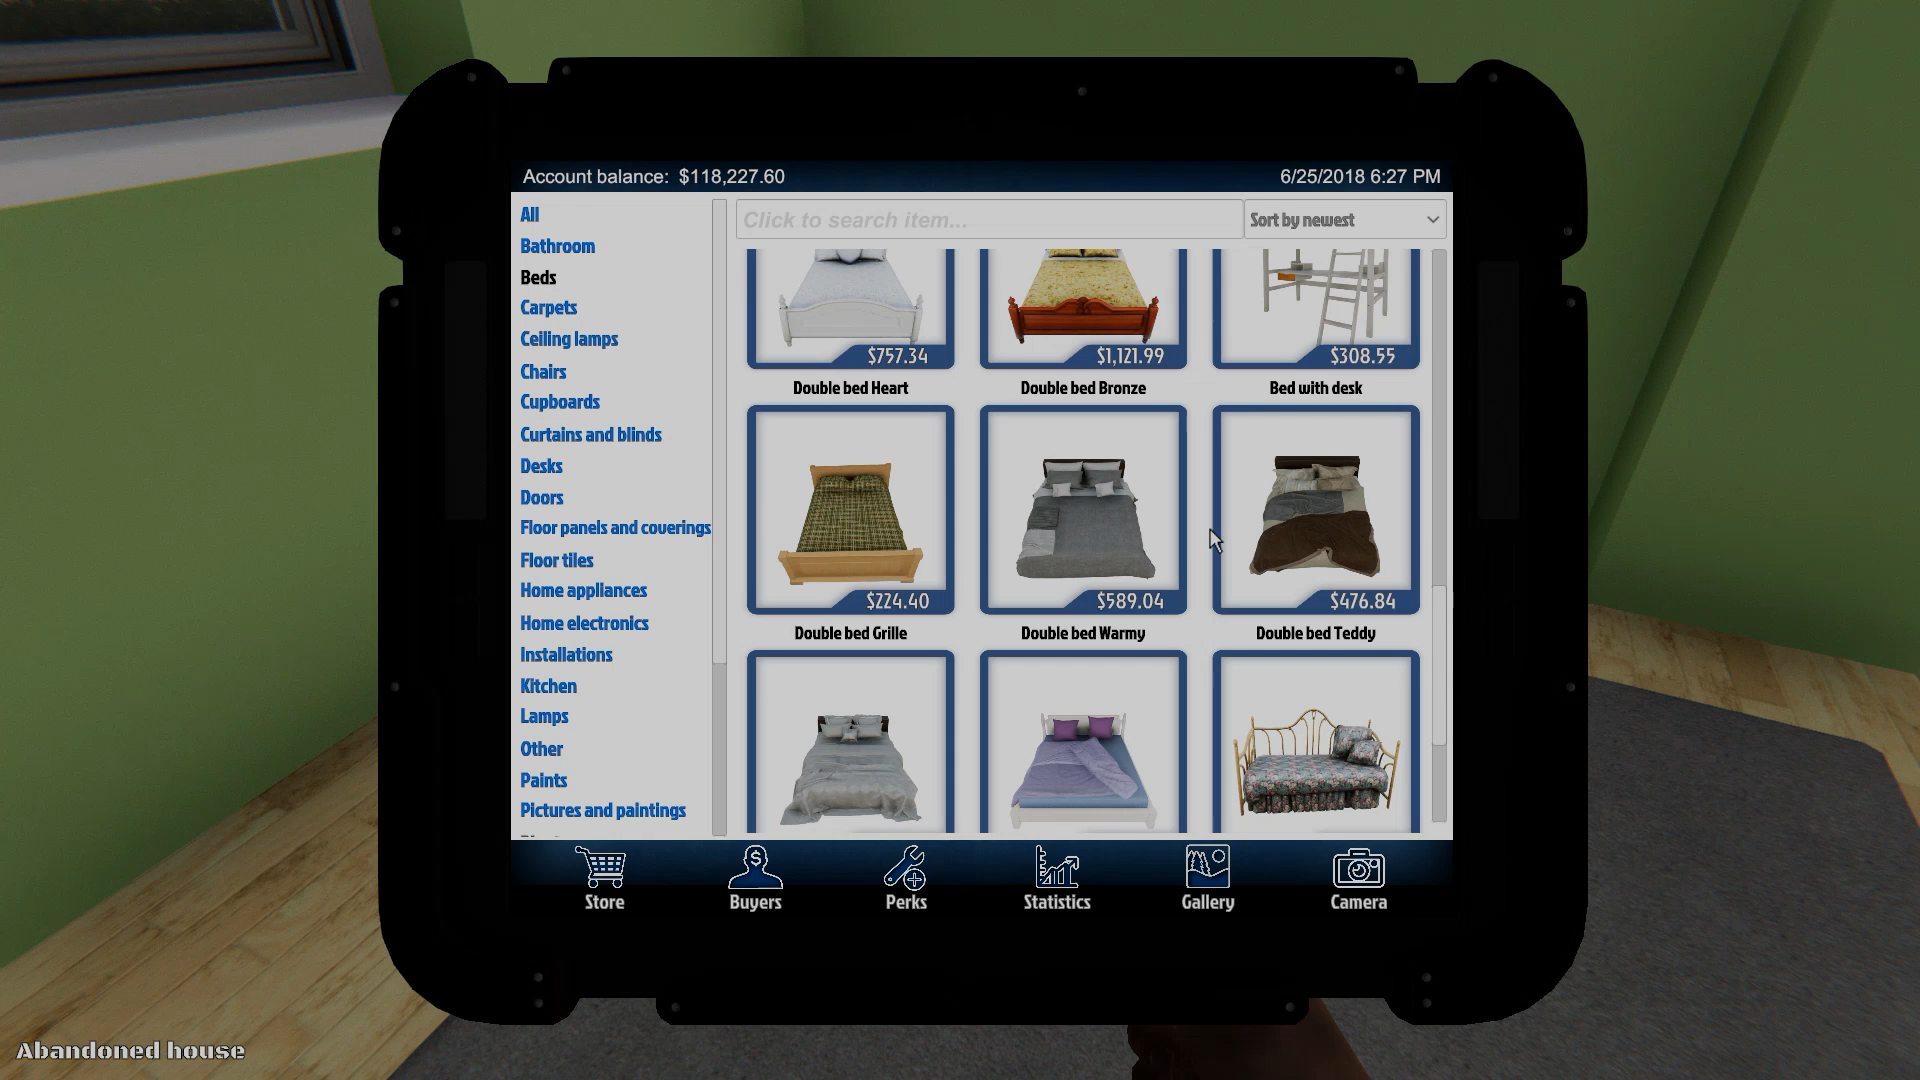 Account balance: $118,227.60
6/25/2018 6:27 PM
Click to search item...
Sort by newest
All
Bathroom
Beds
Carpets
Ceiling lamps
Chairs
Cupboards
Curtains and blinds
Desks
Doors
Floor panels and coverings
Floor tiles
Home appliances
Home electronics
Installations
Kitchen
Lamps
Other
Paints
Pictures and paintings
$757.34
$1,121.99
$308.55
Double bed Heart
Double bed Bronze
Bed with desk
$224.40
$589.04
$476.84
Double bed Grille
Double bed Warmy
Double bed Teddy
Store
Buyers
Perks
Statistics
Gallery
Camera
Abandoned house